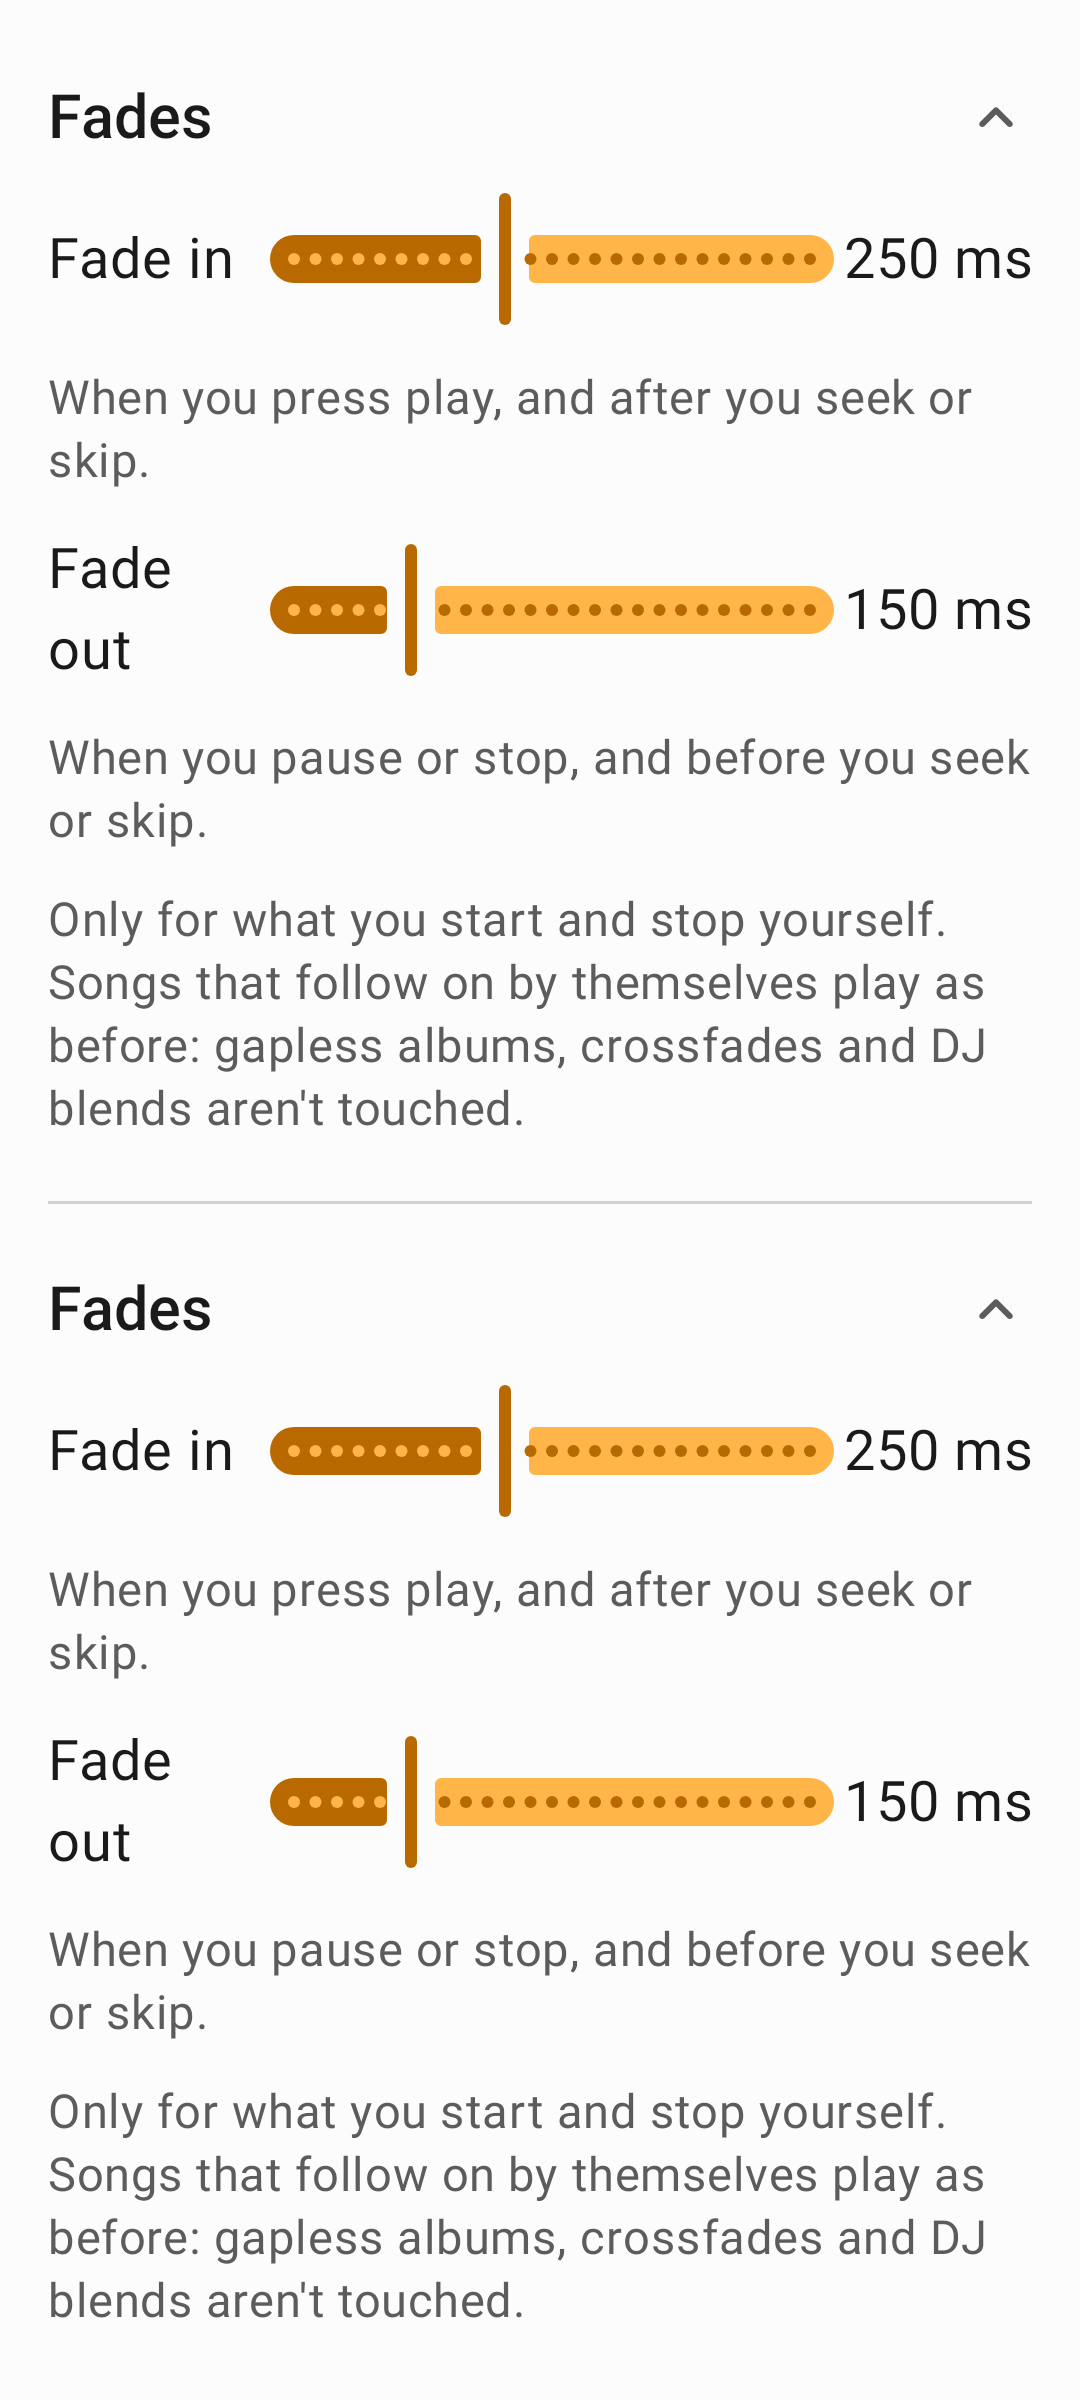 Fades
Fade in 250 ms
When you press play, and after you seek or
skip.
Fade
out
150 ms
When you pause or stop, and before you seek
or skip.
Only for what you start and stop yourself.
Songs that follow on by themselves play as
before: gapless albums, crossfades and DJ
blends aren't touched.
Fades
Fade in 250 ms
When you press play, and after you seek or
skip.
Fade
out
150 ms
When you pause or stop, and before you seek
or skip.
Only for what you start and stop yourself.
Songs that follow on by themselves play as
before: gapless albums, crossfades and DJ
blends aren't touched.